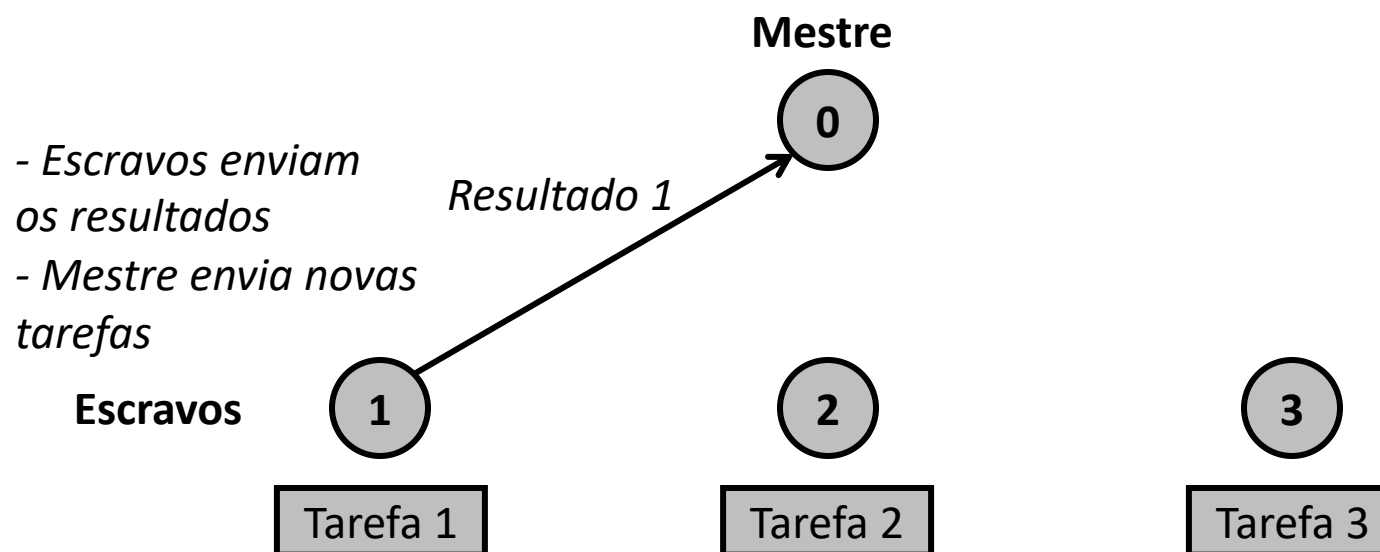 Mestre
0
- Escravos enviam
os resultados
Resultado 1
- Mestre envia novas
tarefas
Escravos
1
2
3
Tarefa 1
Tarefa 2
Tarefa 3